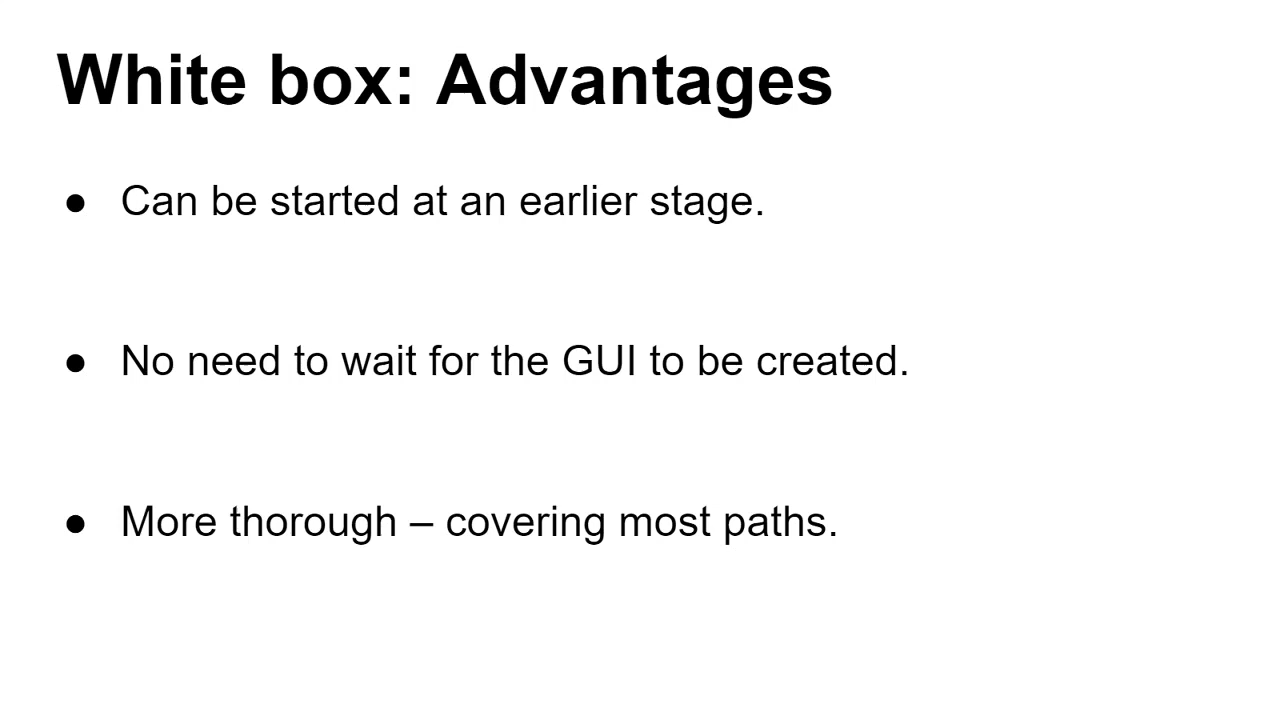 White box: Advantages
● Can be started at an earlier stage.
● No need to wait for the GUI to be created.
● More thorough – covering most paths.